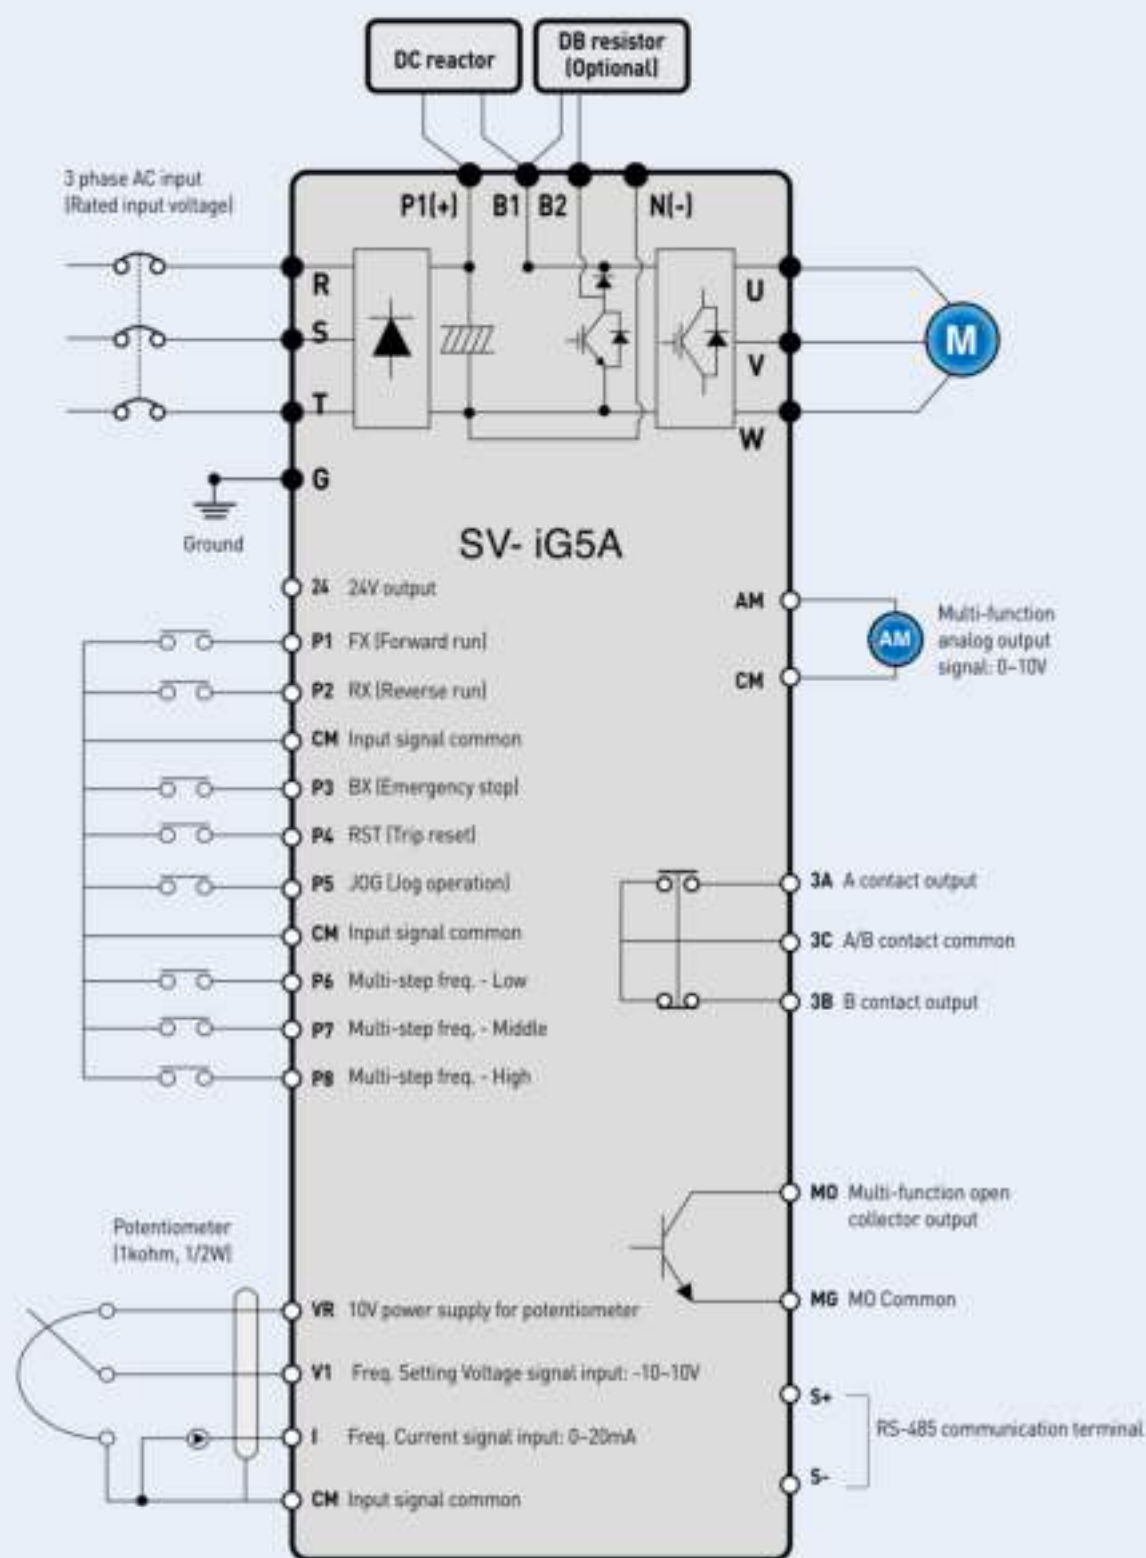 DC reactor
DB resistor
(Optional)
3 phase AC input
(Rated input voltage)
P1(+) B1 B2 N(-)
R
S
T
G
U
V
W
M
Ground
SV- iG5A
24 24V output
P1 FX (Forward run)
P2 RX (Reverse run)
CM Input signal common
P3 BX (Emergency stop)
P4 RST (Trip reset)
P5 JOG (Jog operation)
CM Input signal common
P6 Multi-step freq. - Low
P7 Multi-step freq. - Middle
P8 Multi-step freq. - High
AM
CM
AM
Multi-function
analog output
signal: 0~10V
3A A contact output
3C A/B contact common
3B B contact output
MO Multi-function open
collector output
MG MO Common
Potentiometer
(1kohm, 1/2W)
VR 10V power supply for potentiometer
V1 Freq. Setting Voltage signal input: -10~10V
I Freq. Current signal input: 0~20mA
CM Input signal common
S+
S-
RS-485 communication terminal